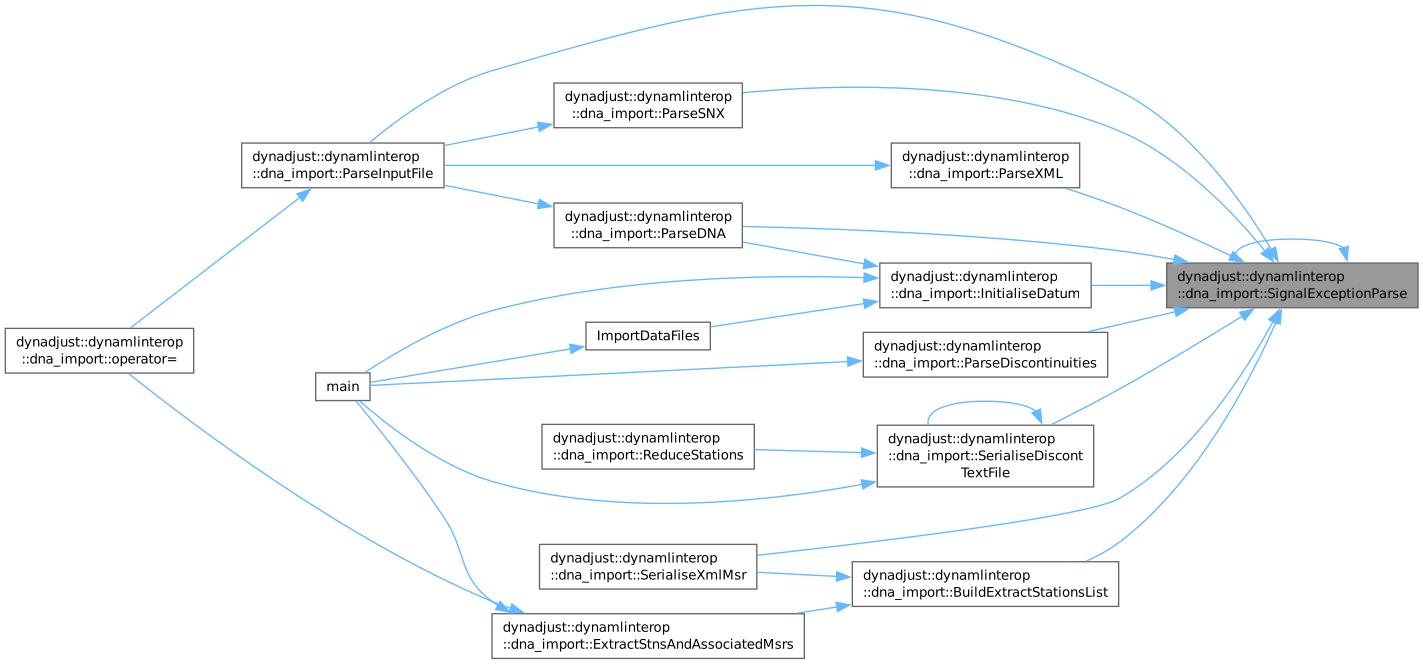 dynadjust::dynamlinterop
::dna_import::ParseSNX
dynadjust::dynamlinterop
::dna_import::ParseInputFile
dynadjust::dynamlinterop
::dna_import::ParseXML
dynadjust::dynamlinterop
::dna_import::ParseDNA
dynadjust::dynamlinterop
::dna_import::InitialiseDatum
dynadjust::dynamlinterop
::dna_import::SignalExceptionParse
dynadjust::dynamlinterop
::dna_import::operator=
ImportDataFiles
dynadjust::dynamlinterop
::dna_import::ParseDiscontinuities
main
dynadjust::dynamlinterop
::dna_import::ReduceStations
dynadjust::dynamlinterop
::dna_import::SerialiseDiscont
TextFile
dynadjust::dynamlinterop
::dna_import::SerialiseXmlMsr
dynadjust::dynamlinterop
::dna_import::BuildExtractStationsList
dynadjust::dynamlinterop
::dna_import::ExtractStnsAndAssociatedMsrs